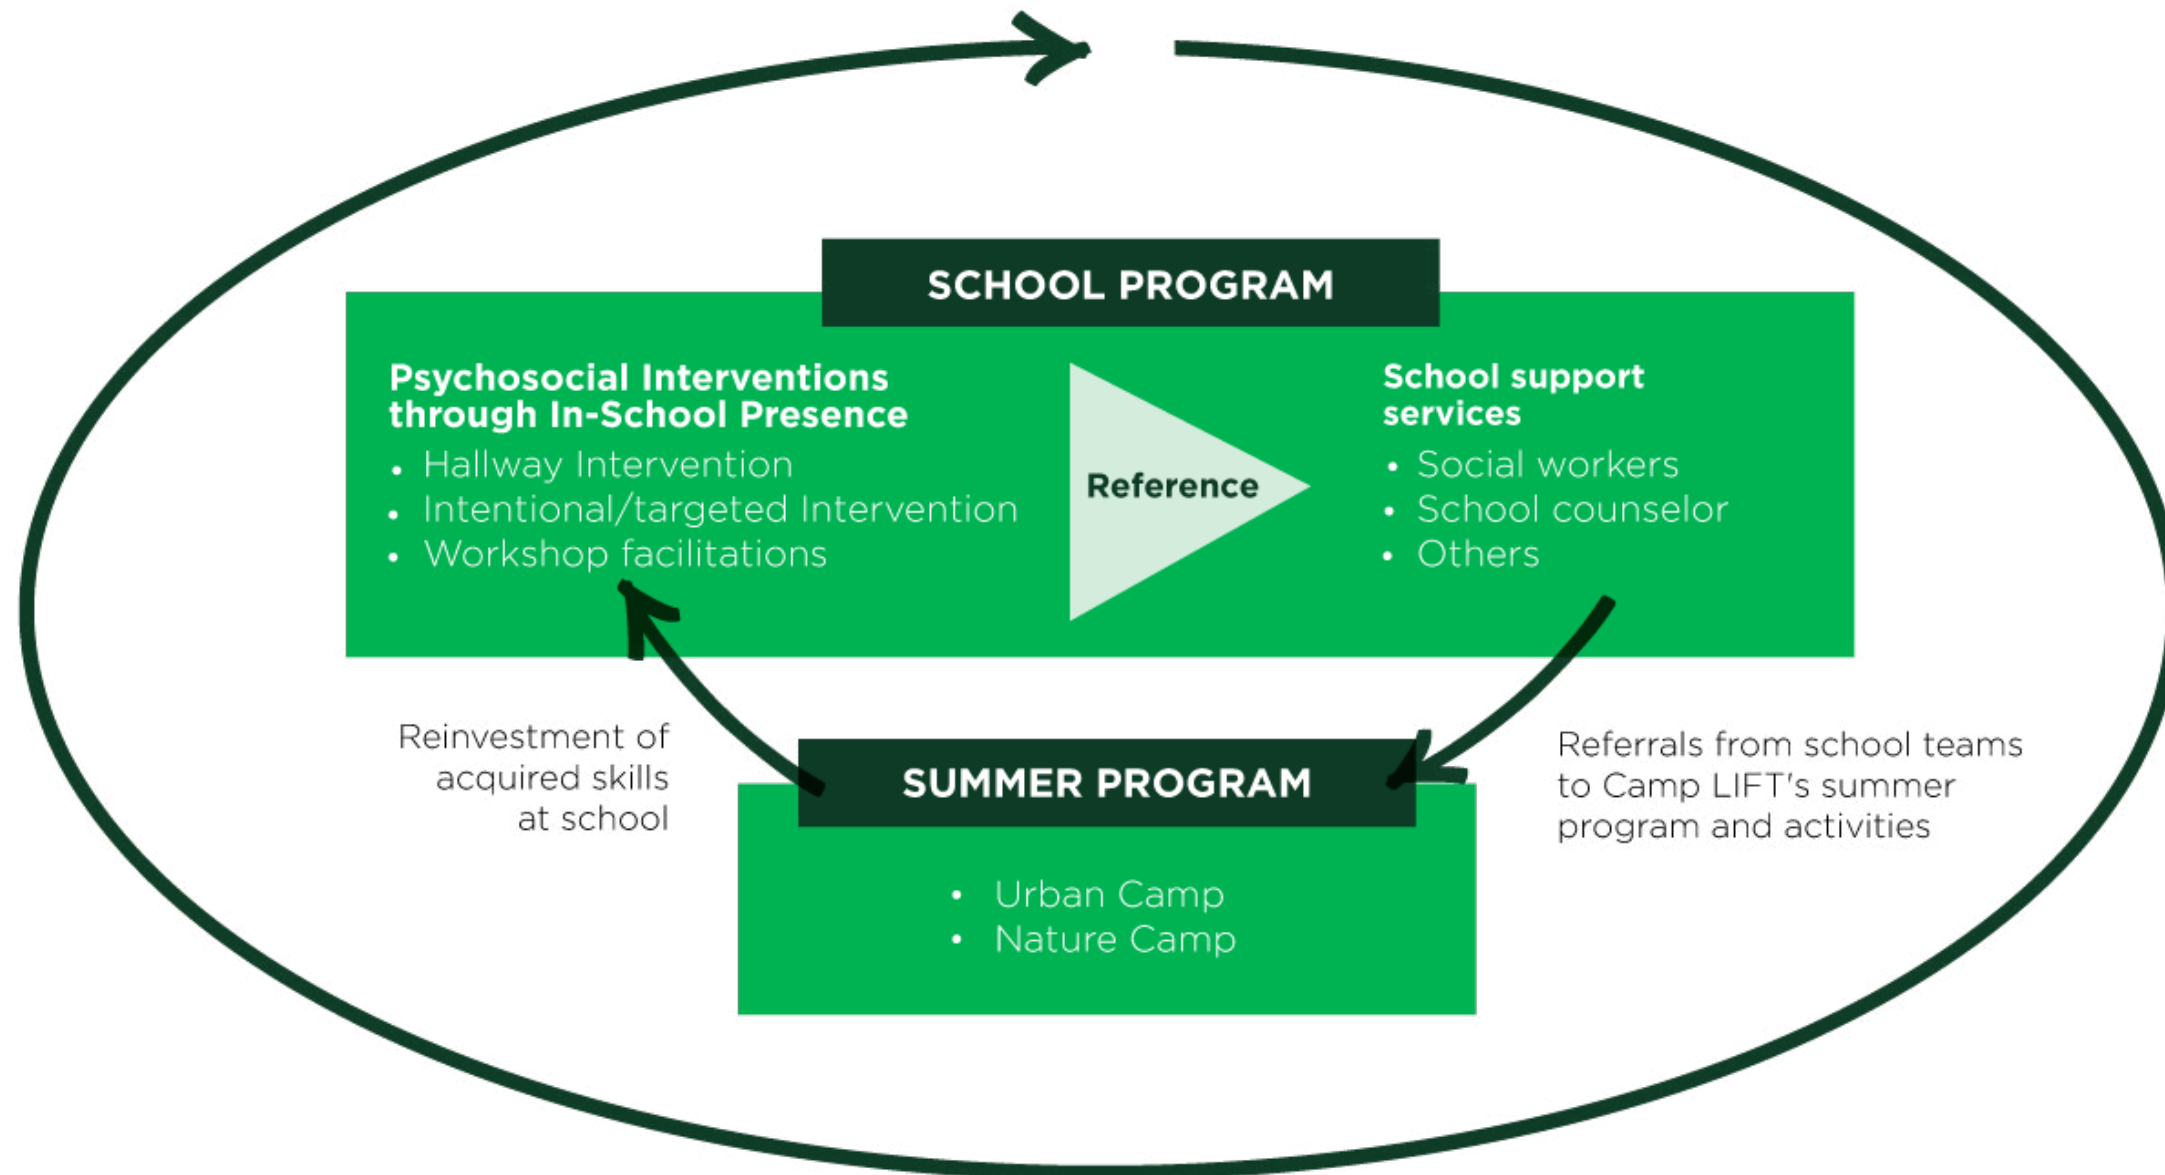 SCHOOL PROGRAM
Psychosocial Interventions
through In-School Presence
• Hallway Intervention
• Intentional/targeted Intervention
• Workshop facilitations
Reference
School support
services
• Social workers
• School counselor
• Others
Reinvestment of
acquired skills
at school
Referrals from school teams
to Camp LIFT's summer
program and activities
SUMMER PROGRAM
• Urban Camp
• Nature Camp